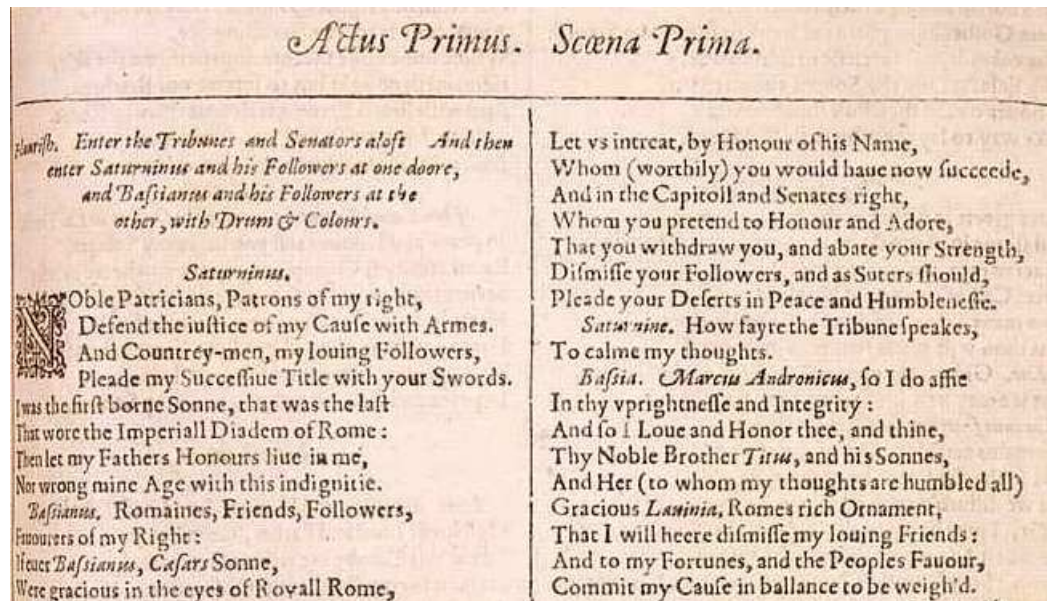 Actus Primus. Scœna Prima.
Flourish. Enter the Tribunes and Senators aloft And then
enter Saturninus and his Followers at one doore,
and Baſsianus and his Followers at the
other, with Drum & Colours.
Saturninus.
NOble Patricians, Patrons of my right,
Defend the iuſtice of my Cauſe with Armes.
And Countrey-men, my louing Followers,
Pleade my Succeſſiue Title with your Swords.
I was the firſt borne Sonne, that was the laſt
That wore the Imperiall Diadem of Rome:
Then let my Fathers Honours liue in me,
Nor wrong mine Age with this indignitie.
Baſsianus. Romaines, Friends, Followers,
Fauourers of my Right:
If euer Baſsianus, Cæſars Sonne,
Were gracious in the eyes of Royall Rome,
Let vs intreat, by Honour of his Name,
Whom (worthily) you would haue now ſucceede,
And in the Capitoll and Senates right,
Whom you pretend to Honour and Adore,
That you withdraw you, and abate your Strength,
Diſmiſſe your Followers, and as Suters ſhould,
Pleade your Deſerts in Peace and Humbleneſſe.
Saturnine. How fayre the Tribune ſpeakes,
To calme my thoughts.
Baſsia. Marcus Andronicus, ſo I do affie
In thy vprightneſſe and Integrity:
And ſo I Loue and Honor thee, and thine,
Thy Noble Brother Titus, and his Sonnes,
And Her (to whom my thoughts are humbled all)
Gracious Lauinia, Romes rich Ornament,
That I will heere diſmiſſe my louing Friends:
And to my Fortunes, and the Peoples Fauour,
Commit my Cauſe in ballance to be weigh'd.